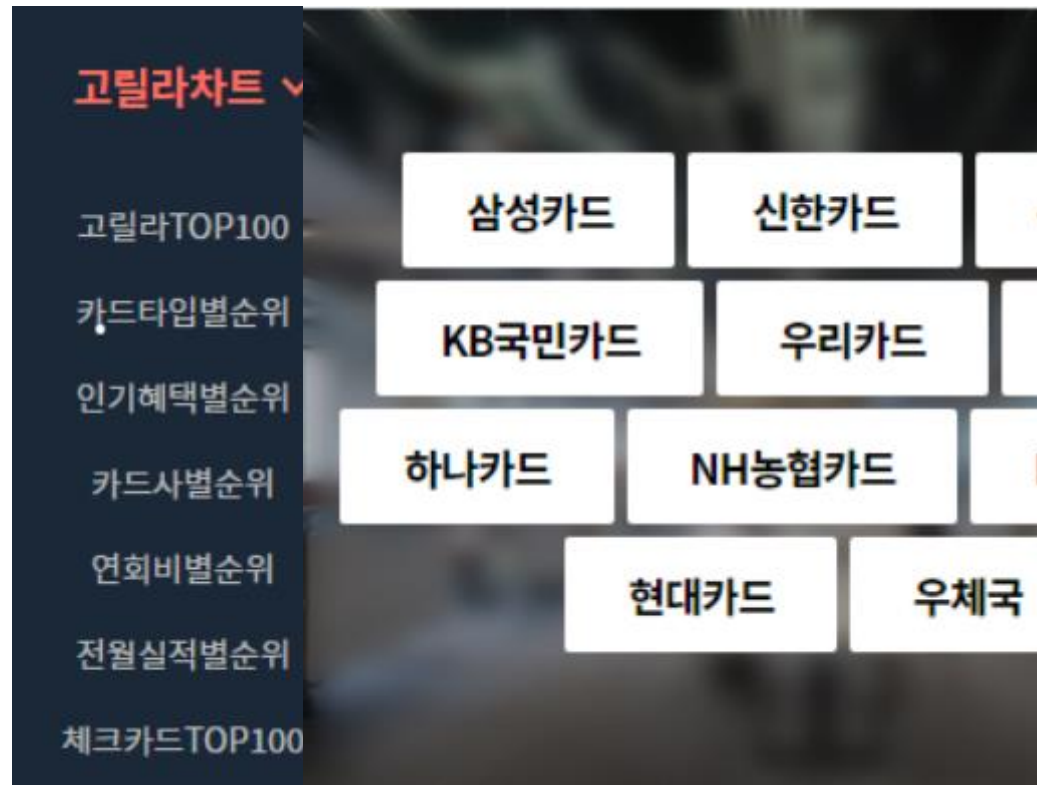 고릴라차트
고릴라TOP100
카드타입별순위
인기혜택별순위
카드사별순위
연회비별순위
전월실적별순위
체크카드TOP100
삼성카드 신한카드
KB국민카드 우리카드
하나카드 NH농협카드
현대카드 우체국